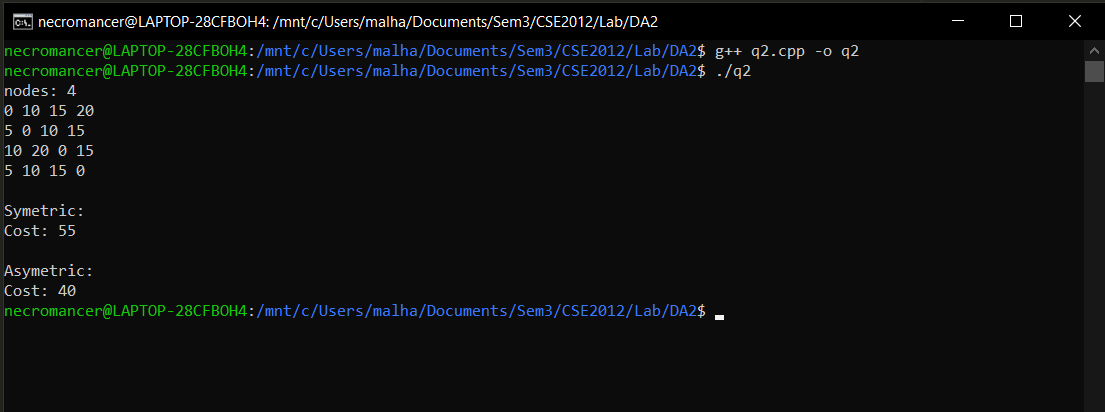 necromancer@LAPTOP-28CFBOH4: /mnt/c/Users/malha/Documents/Sem3/CSE2012/Lab/DA2
necromancer@LAPTOP-28CFBOH4:/mnt/c/Users/malha/Documents/Sem3/CSE2012/Lab/DA2$ g++ q2.cpp -o q2
necromancer@LAPTOP-28CFBOH4:/mnt/c/Users/malha/Documents/Sem3/CSE2012/Lab/DA2$ ./q2
nodes: 4
0 10 15 20
5 0 10 15
10 20 0 15
5 10 15 0
Symetric:
Cost: 55
Asymetric:
Cost: 40
necromancer@LAPTOP-28CFBOH4:/mnt/c/Users/malha/Documents/Sem3/CSE2012/Lab/DA2$